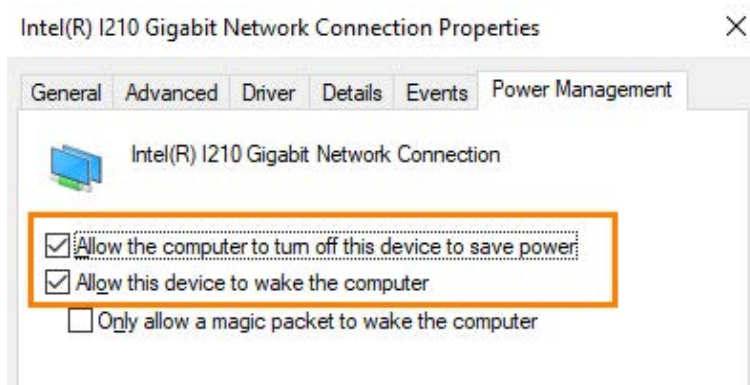 Intel(R) I210 Gigabit Network Connection Properties
General Advanced Driver Details Events Power Management
Intel(R) I210 Gigabit Network Connection
Allow the computer to turn off this device to save power
Allow this device to wake the computer
Only allow a magic packet to wake the computer